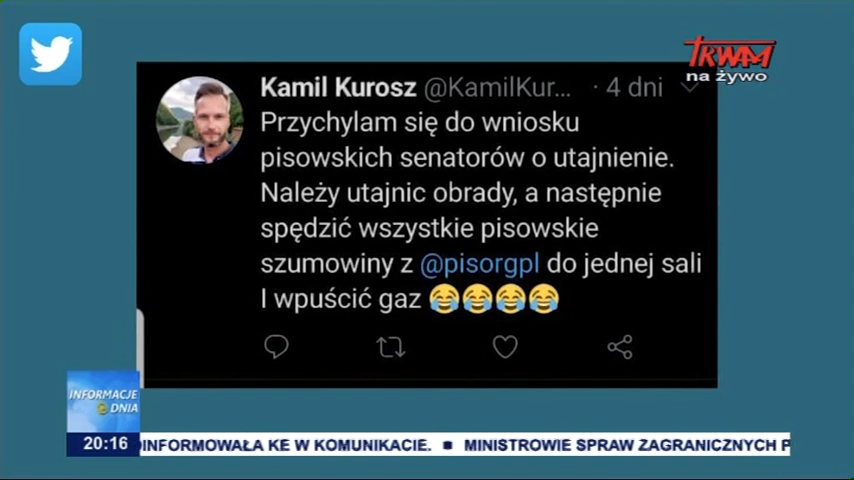 TRWAM
na żywo
Kamil Kurosz @KamilKur... · 4 dni
Przychylam się do wniosku
pisowskich senatorów o utajnienie.
Należy utajnic obrady, a następnie
spędzić wszystkie pisowskie
szumowiny z @pisorgpl do jednej sali
I wpuścić gaz 😂😂😂😂
INFORMACJE
DNIA
20:16 OINFORMOWAŁA KE W KOMUNIKACIE. ■ MINISTROWIE SPRAW ZAGRANICZNYCH P